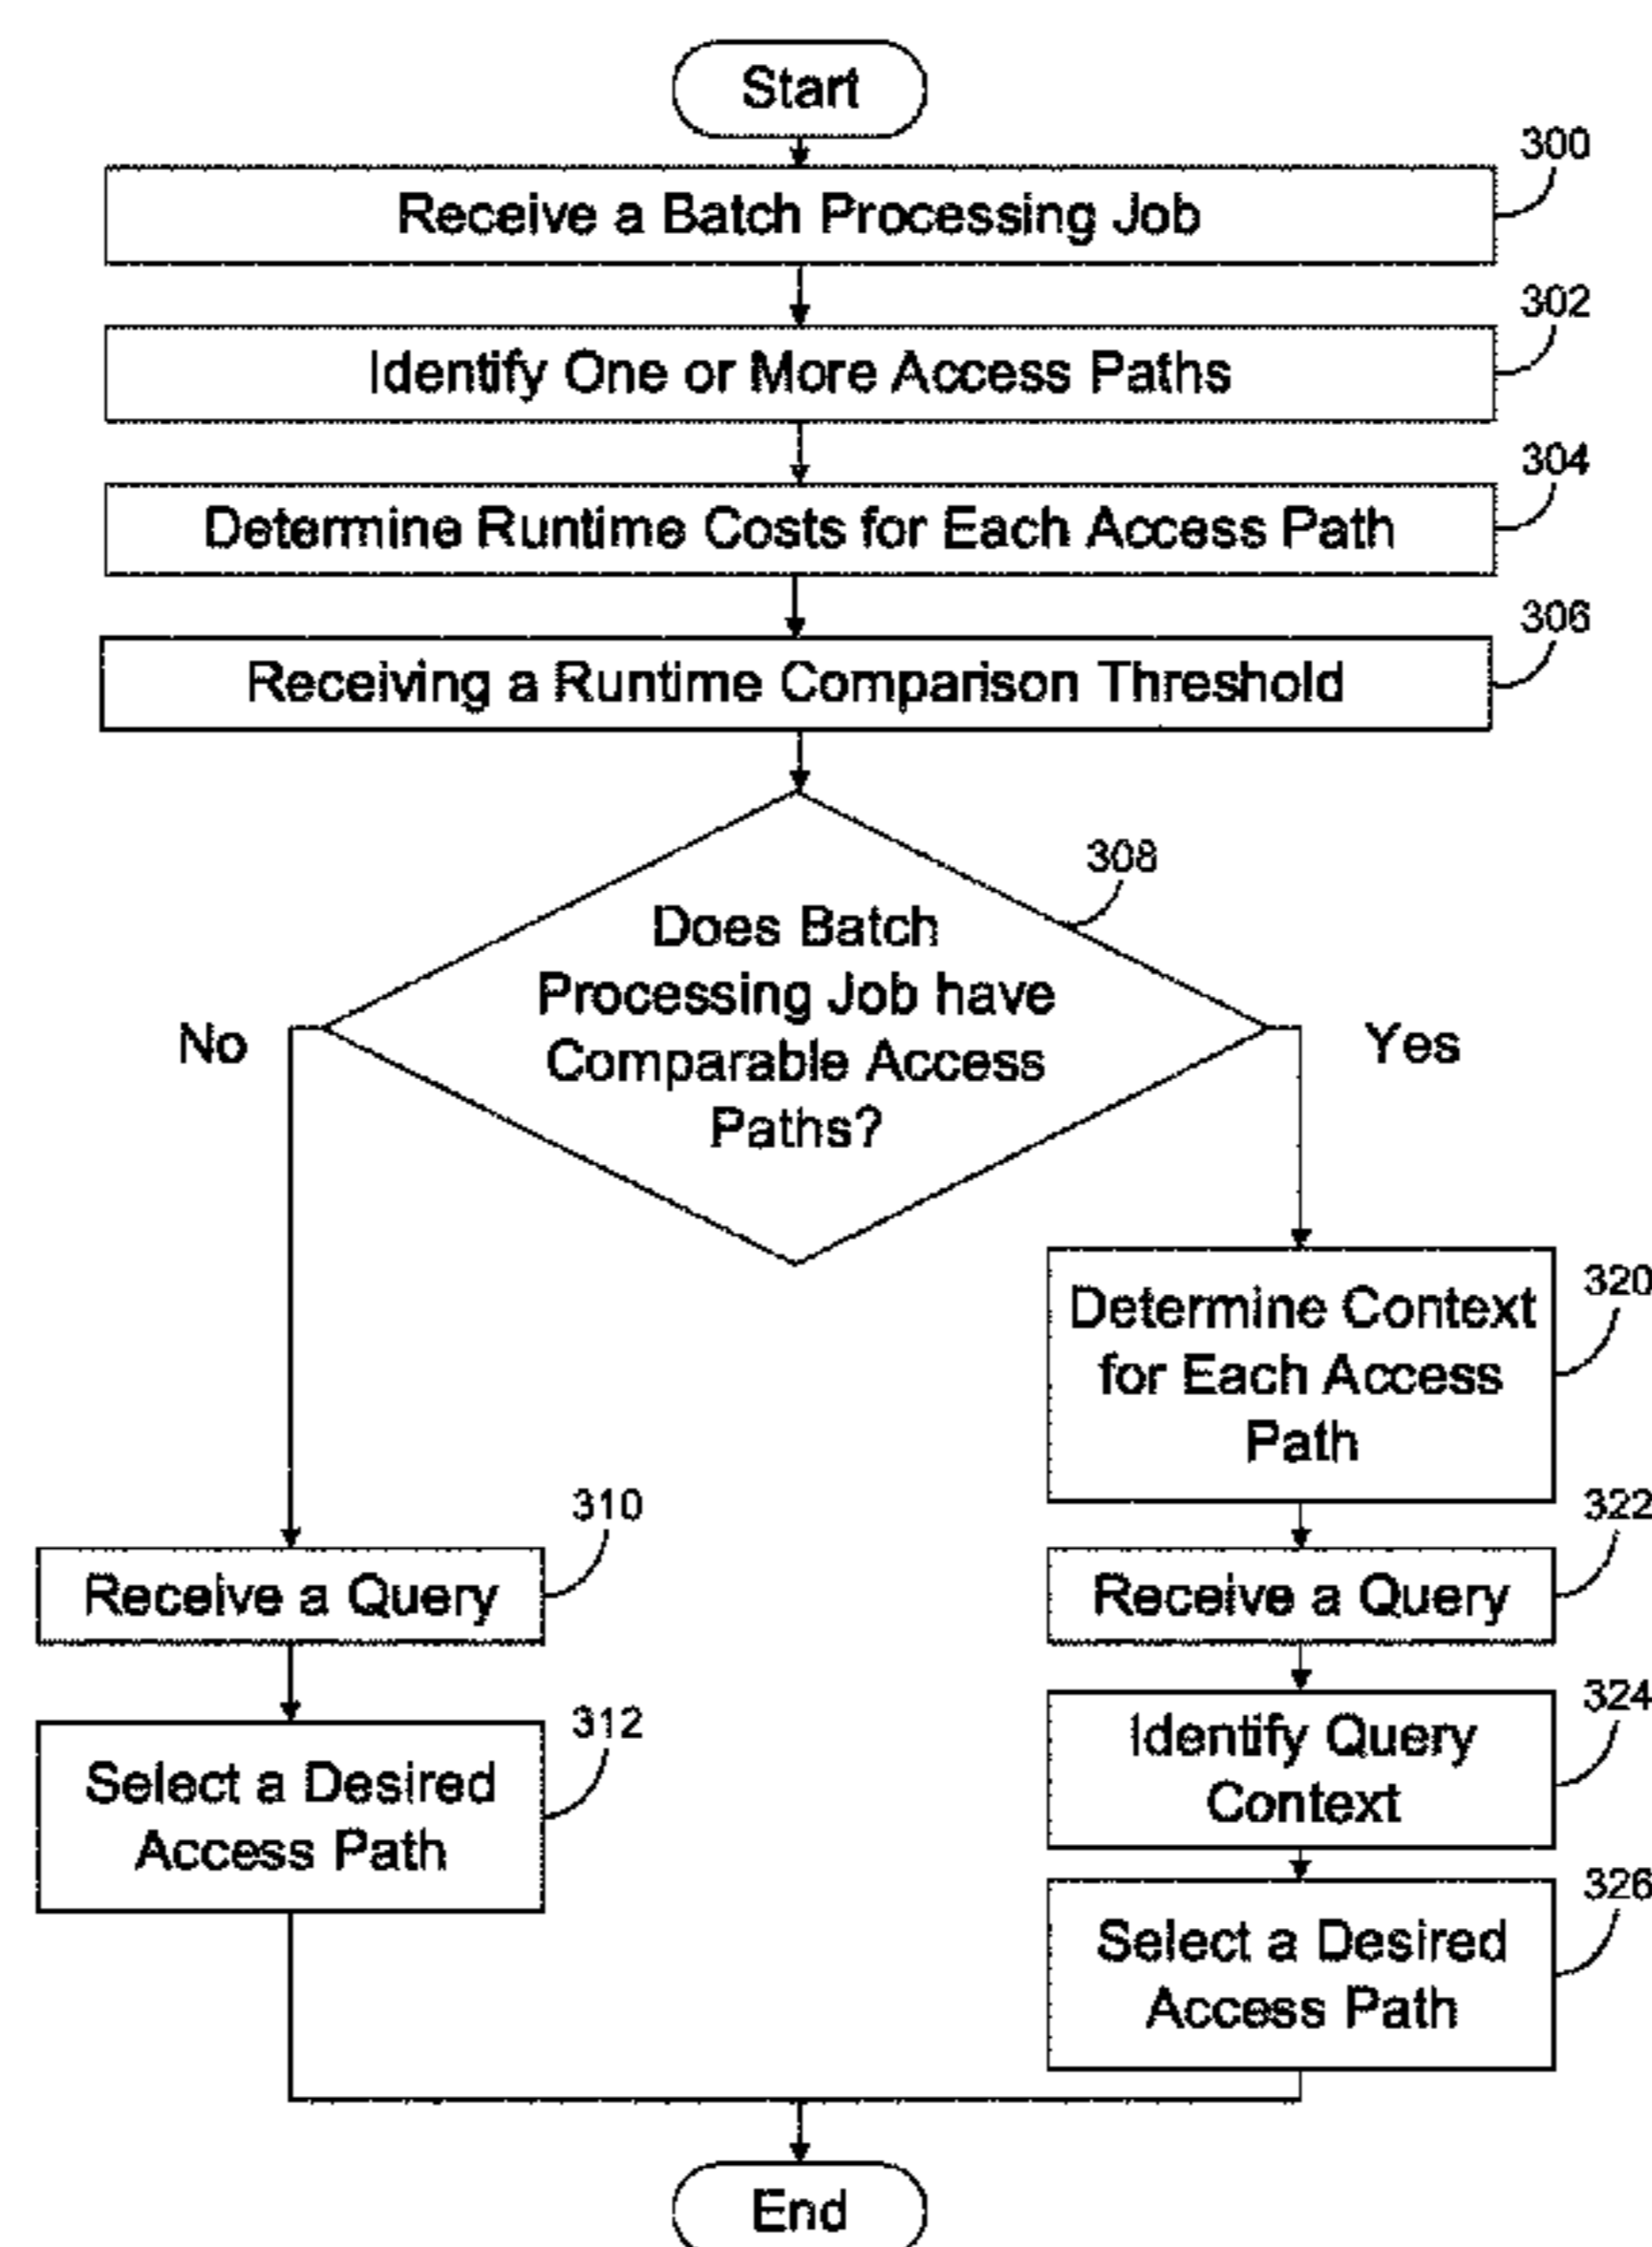 Start
300
Receive a Batch Processing Job
302
Identify One or More Access Paths
304
Determine Runtime Costs for Each Access Path
306
Receiving a Runtime Comparison Threshold
308
Does Batch
Processing Job have
Comparable Access
Paths?
No
Yes
320
Determine Context
for Each Access
Path
310
Receive a Query
312
Select a Desired
Access Path
322
Receive a Query
324
Identify Query
Context
326
Select a Desired
Access Path
End